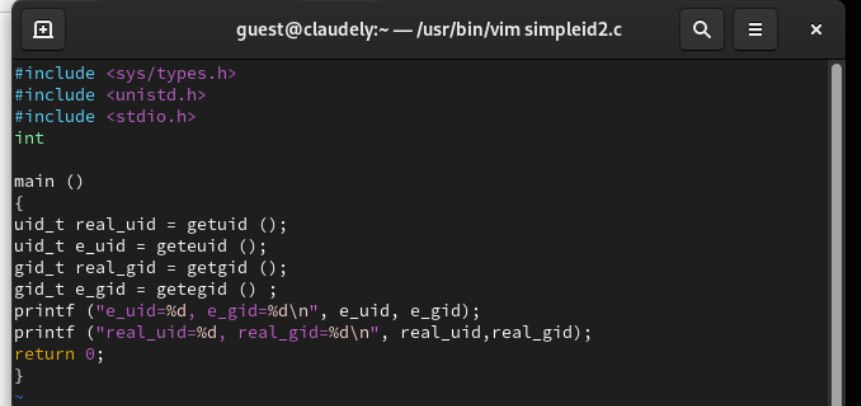 guest@claudely:~ — /usr/bin/vim simpleid2.c
#include <sys/types.h>
#include <unistd.h>
#include <stdio.h>
int

main ()
{
uid_t real_uid = getuid ();
uid_t e_uid = geteuid ();
gid_t real_gid = getgid ();
gid_t e_gid = getegid () ;
printf ("e_uid=%d, e_gid=%d\n", e_uid, e_gid);
printf ("real_uid=%d, real_gid=%d\n", real_uid,real_gid);
return 0;
}
~